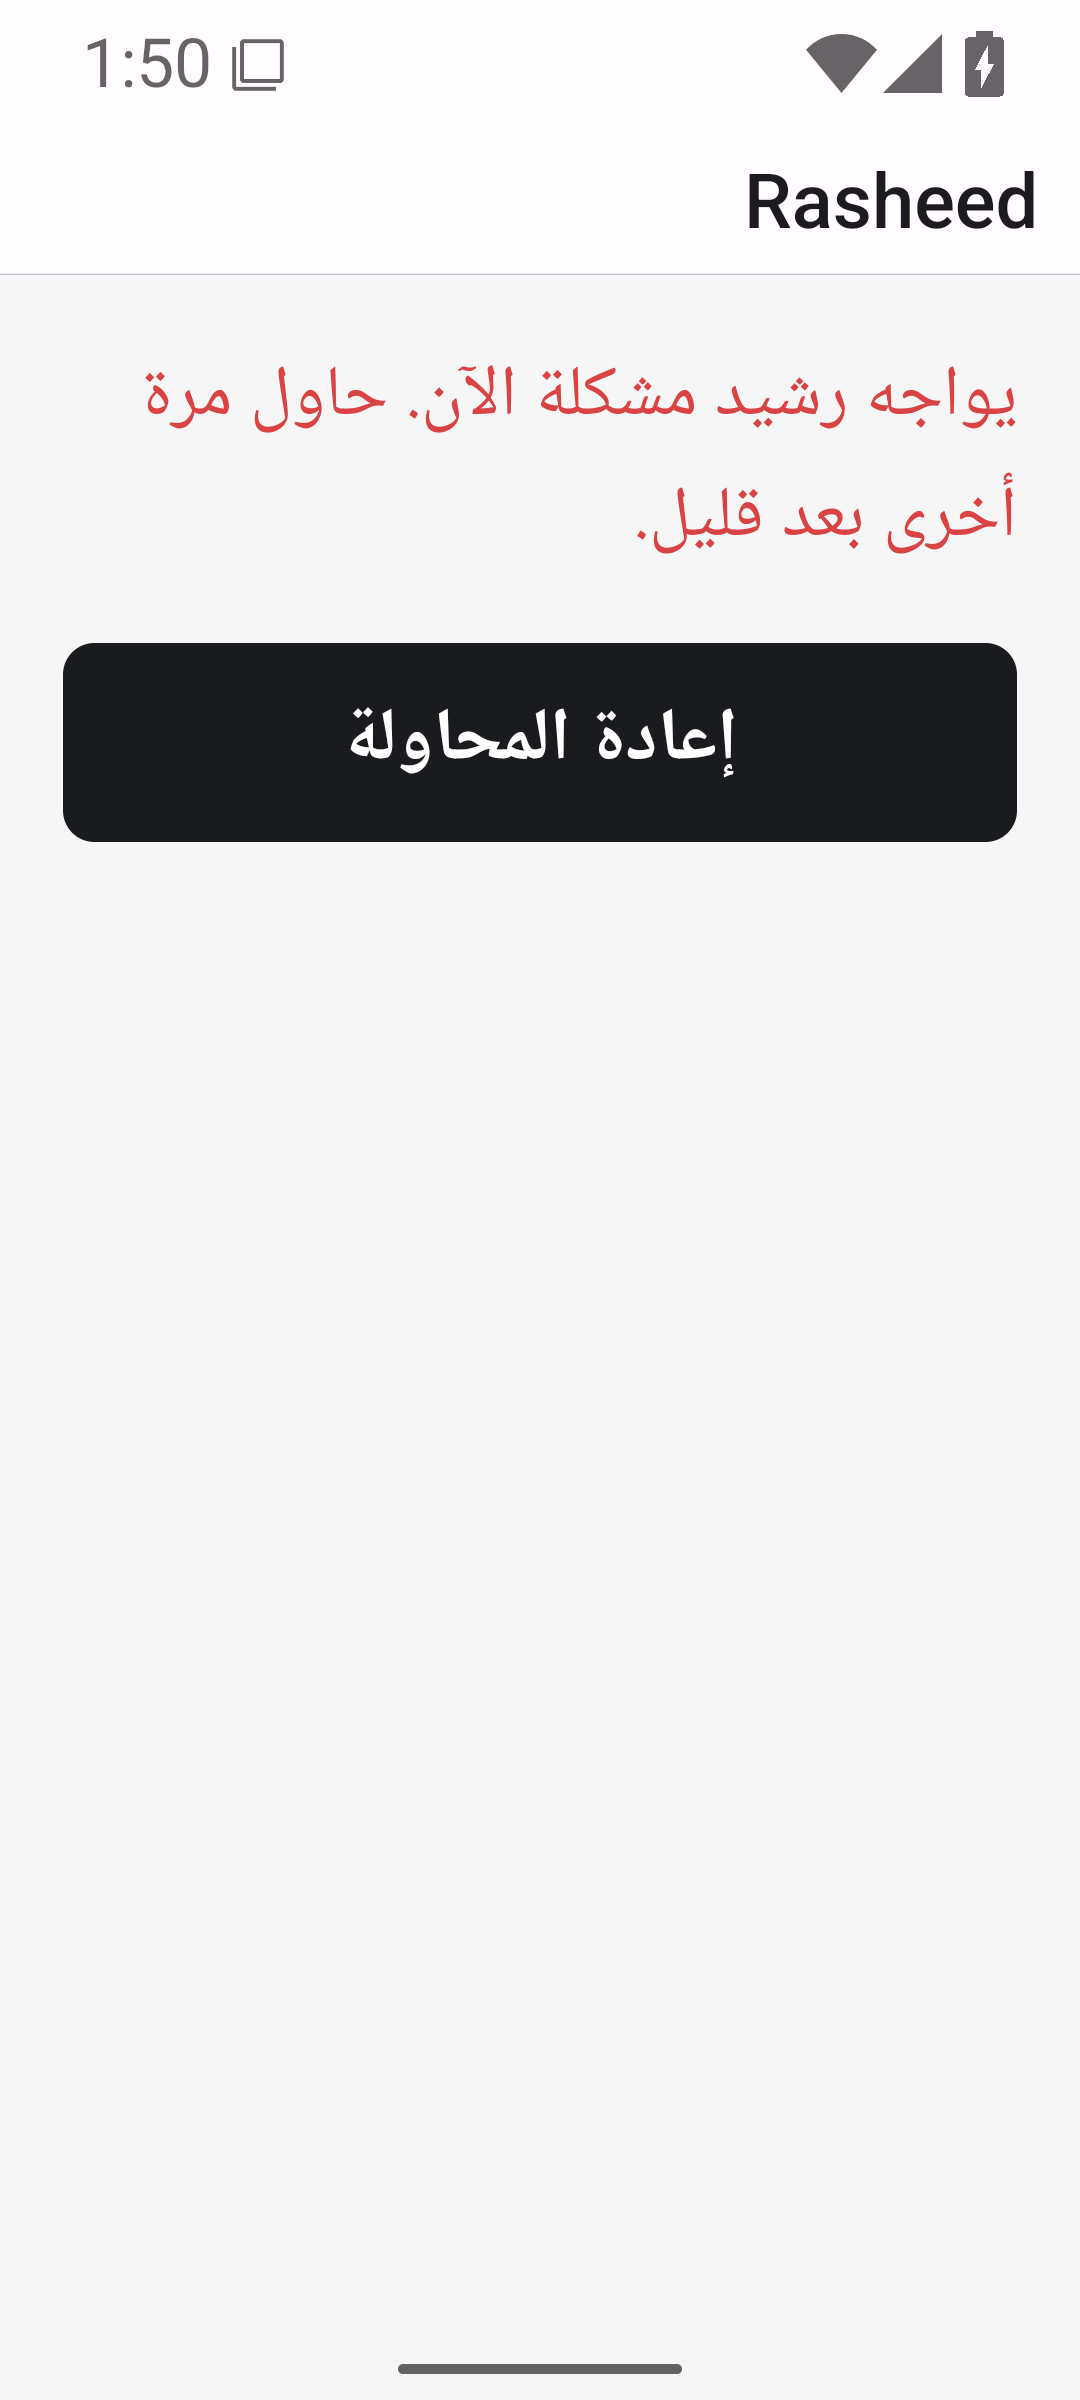 1:50
Rasheed
يواجه رشيد مشكلة الآن. حاول مرة
أخرى بعد قليل.
إعادة المحاولة